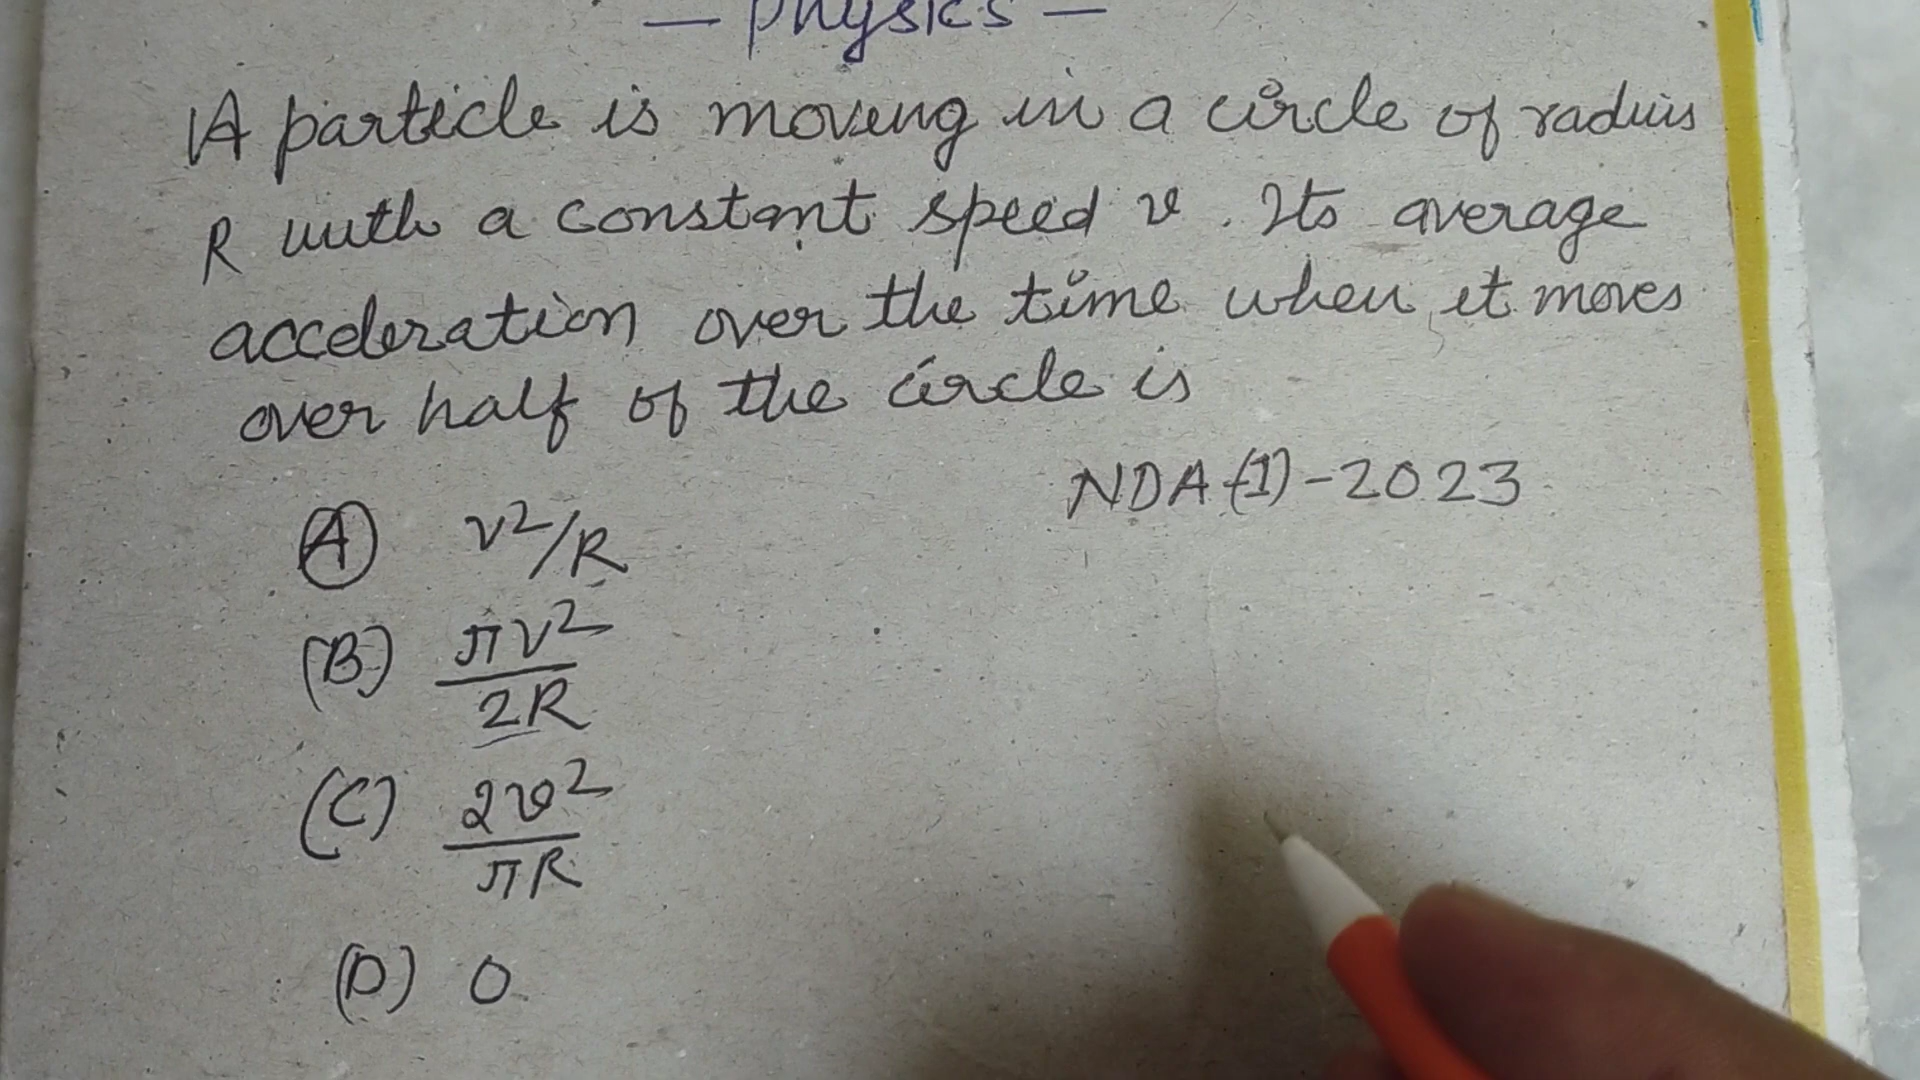 — Physics —
A particle is moving in a circle of radius
R with a constant speed v. Its average
acceleration over the time when it moves
over half of the circle is
NDA (1) - 2023
(A) v²/R
(B) πv²/2R
(C) 2v²/πR
(D) 0